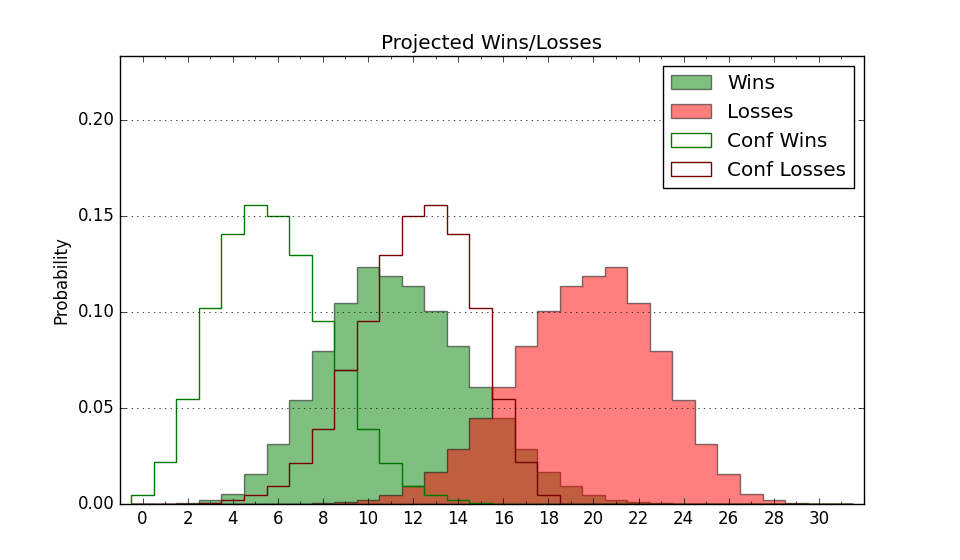 Projected Wins/Losses
Wins
Losses
Conf Wins
Conf Losses
Probability
0.20
0.15
0.10
0.05
0.00
0 2 4 6 8 10 12 14 16 18 20 22 24 26 28 30